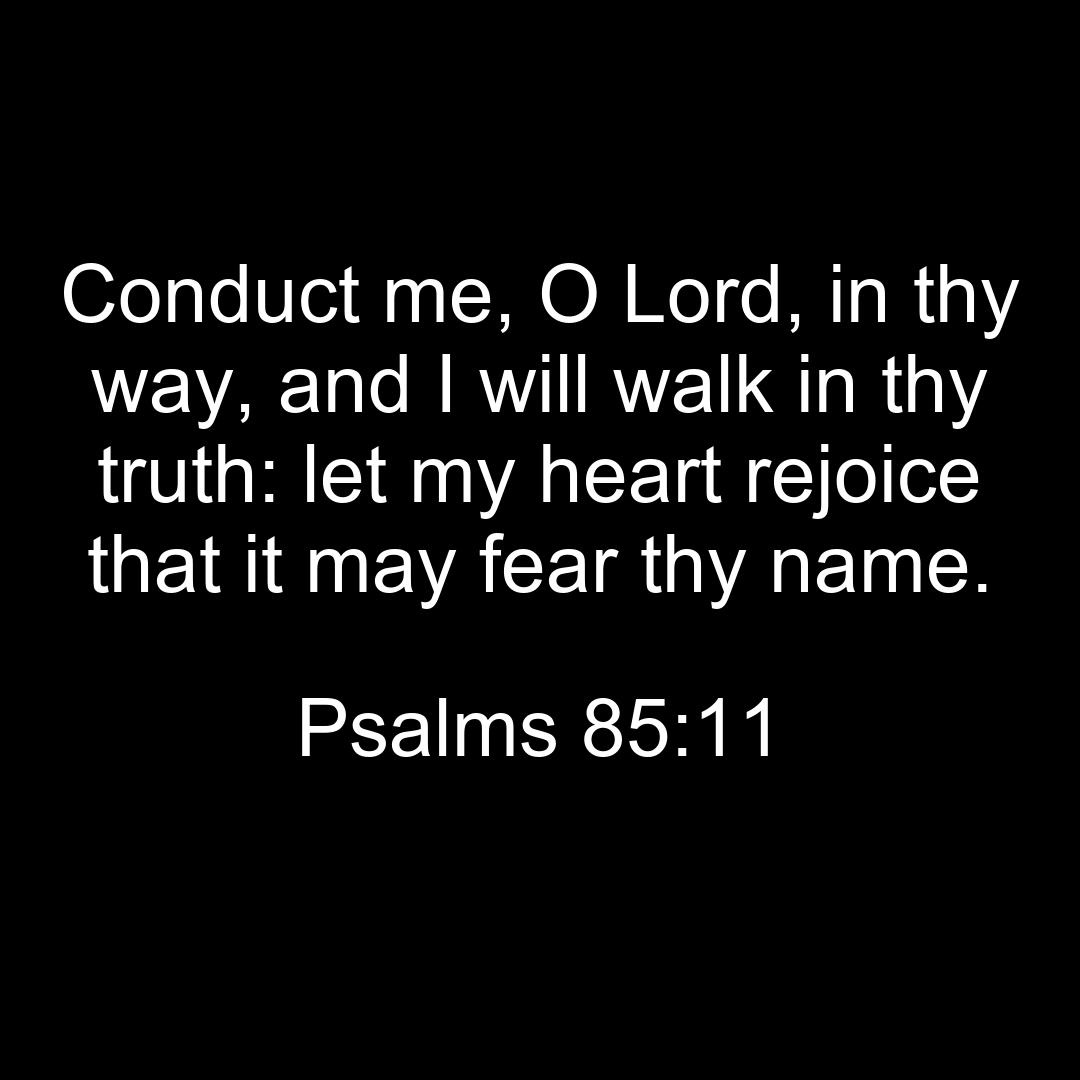 Conduct me, O Lord, in thy
way, and I will walk in thy
truth: let my heart rejoice
that it may fear thy name.
Psalms 85:11